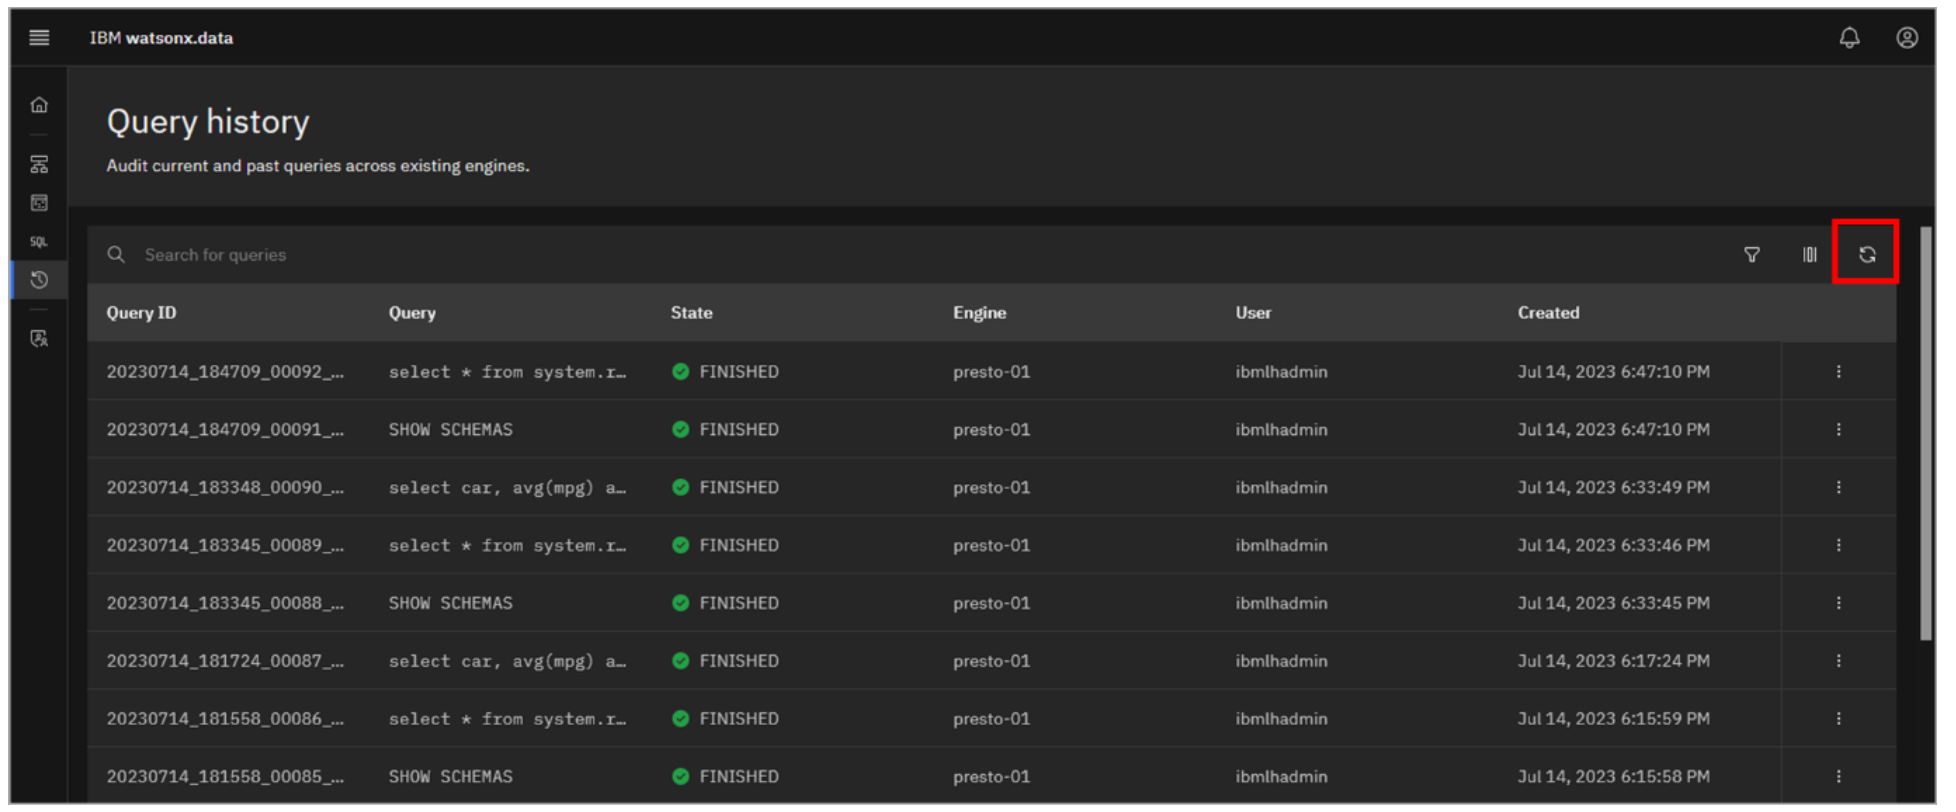 IBM watsonx.data
Query history
Audit current and past queries across existing engines.
SQL
Search for queries
Query ID Query State Engine User Created
20230714_184709_00092_... select * from system.r... FINISHED presto-01 ibmlhadmin Jul 14, 2023 6:47:10 PM
20230714_184709_00091_... SHOW SCHEMAS FINISHED presto-01 ibmlhadmin Jul 14, 2023 6:47:10 PM
20230714_183348_00090_... select car, avg(mpg) a... FINISHED presto-01 ibmlhadmin Jul 14, 2023 6:33:49 PM
20230714_183345_00089_... select * from system.r... FINISHED presto-01 ibmlhadmin Jul 14, 2023 6:33:46 PM
20230714_183345_00088_... SHOW SCHEMAS FINISHED presto-01 ibmlhadmin Jul 14, 2023 6:33:45 PM
20230714_181724_00087_... select car, avg(mpg) a... FINISHED presto-01 ibmlhadmin Jul 14, 2023 6:17:24 PM
20230714_181558_00086_... select * from system.r... FINISHED presto-01 ibmlhadmin Jul 14, 2023 6:15:59 PM
20230714_181558_00085_... SHOW SCHEMAS FINISHED presto-01 ibmlhadmin Jul 14, 2023 6:15:58 PM